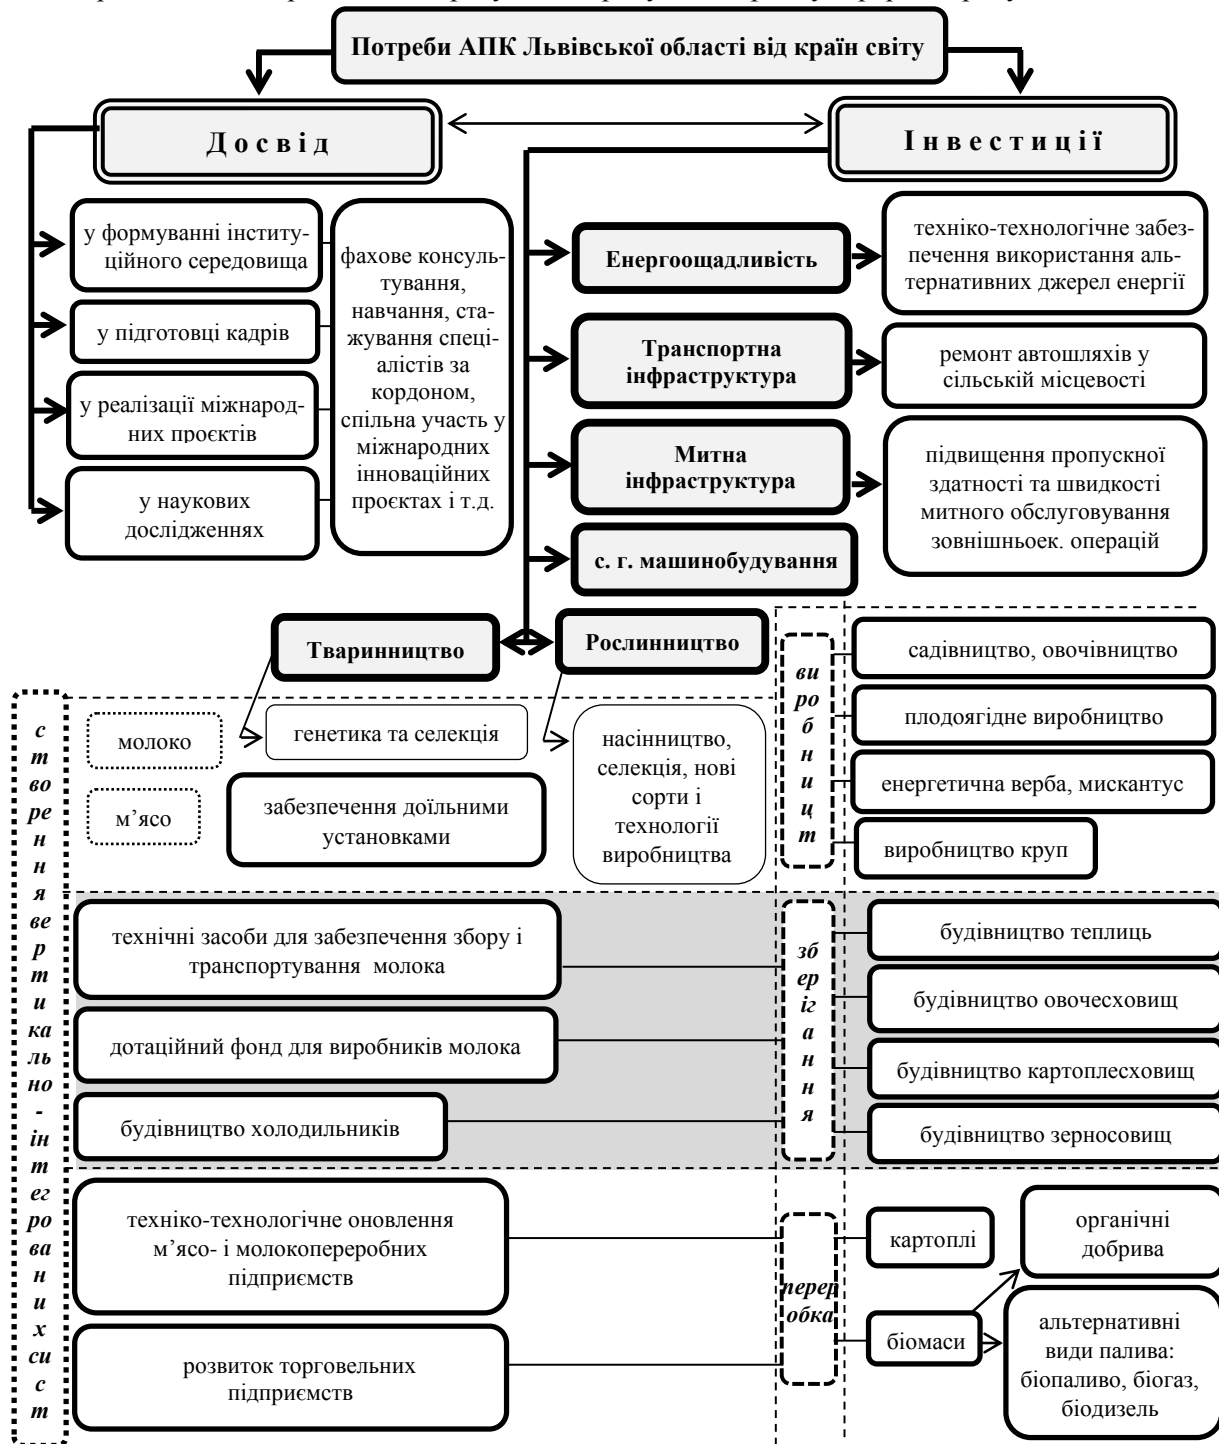 Потреби АПК Львівської області від країн світу
Досвід
Інвестиції
у формуванні інститу-
ційного середовища
у підготовці кадрів
у реалізації міжнарод-
них проєктів
у наукових
дослідженнях
фахове консуль-
тування,
навчання, ста-
жування спеці-
алістів за
кордоном,
спільна участь у
міжнародних
інноваційних
проєктах і т.д.
Енергоощадливість
техніко-технологічне забез-
печення використання аль-
тернативних джерел енергії
Транспортна
інфраструктура
ремонт автошляхів у
сільській місцевості
Митна
інфраструктура
підвищення пропускної
здатності та швидкості
митного обслуговування
зовнішньоек. операцій
с. г. машинобудування
Тваринництво
Рослинництво
створення вертикально-інтегрованих сист
молоко
м’ясо
генетика та селекція
забезпечення доїльними
установками
насінництво,
селекція, нові
сорти і
технології
виробництва
виробницт
садівництво, овочівництво
плодоягідне виробництво
енергетична верба, мискантус
виробництво круп
технічні засоби для забезпечення збору і
транспортування молока
дотаційний фонд для виробників молока
будівництво холодильників
зберігання
будівництво теплиць
будівництво овочесховищ
будівництво картоплесховищ
будівництво зерносовищ
техніко-технологічне оновлення
м’ясо- і молокопереробних
підприємств
розвиток торговельних
підприємств
перер
обка
картоплі
біомаси
органічні
добрива
альтернативні
види палива:
біопаливо, біогаз,
біодизель